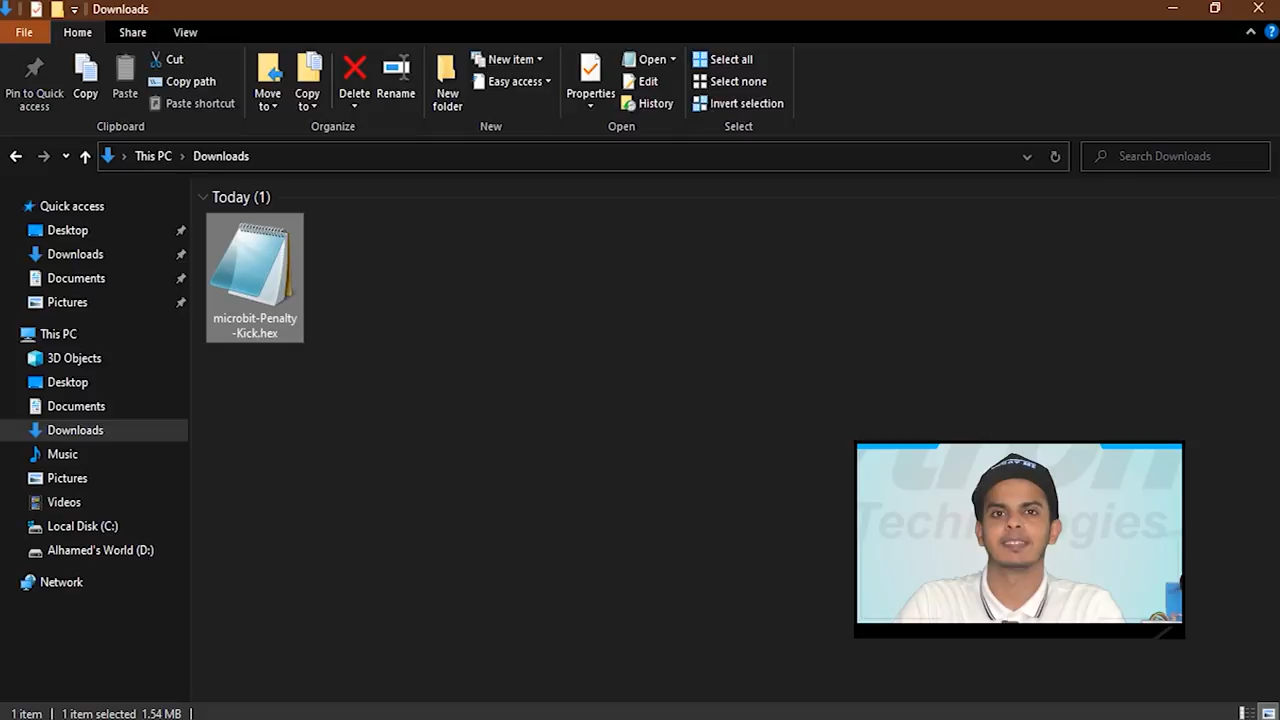 Downloads
File
Home
Share
View
Pin to Quick
access
Copy
Paste
Cut
Copy path
Paste shortcut
Clipboard
Move
to
Copy
to
Delete
Rename
Organize
New
folder
New item
Easy access
New
Properties
Open
Edit
History
Open
Select all
Select none
Invert selection
Select
This PC
Downloads
Search Downloads
Quick access
Desktop
Downloads
Documents
Pictures
This PC
3D Objects
Desktop
Documents
Downloads
Music
Pictures
Videos
Local Disk (C:)
Alhamed's World (D:)
Network
Today (1)
microbit-Penalty
-Kick.hex
Technologies
1 item
1 item selected 1.54 MB